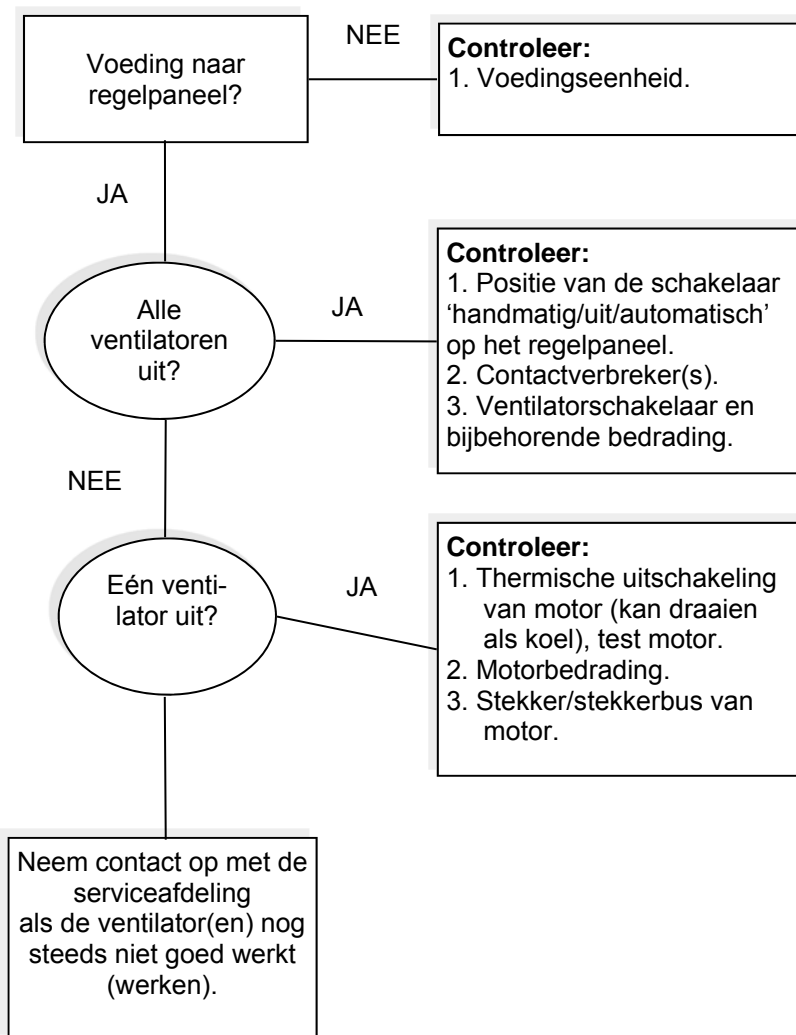 Voeding naar
regelpaneel?
NEE
Controleer:
1. Voedingseenheid.
JA
Alle
ventilatoren
uit?
JA
Controleer:
1. Positie van de schakelaar
‘handmatig/uit/automatisch’
op het regelpaneel.
2. Contactverbreker(s).
3. Ventilatorschakelaar en
bijbehorende bedrading.
NEE
Eén venti-
lator uit?
JA
Controleer:
1. Thermische uitschakeling
van motor (kan draaien
als koel), test motor.
2. Motorbedrading.
3. Stekker/stekkerbus van
motor.
Neem contact op met de
serviceafdeling
als de ventilator(en) nog
steeds niet goed werkt
(werken).